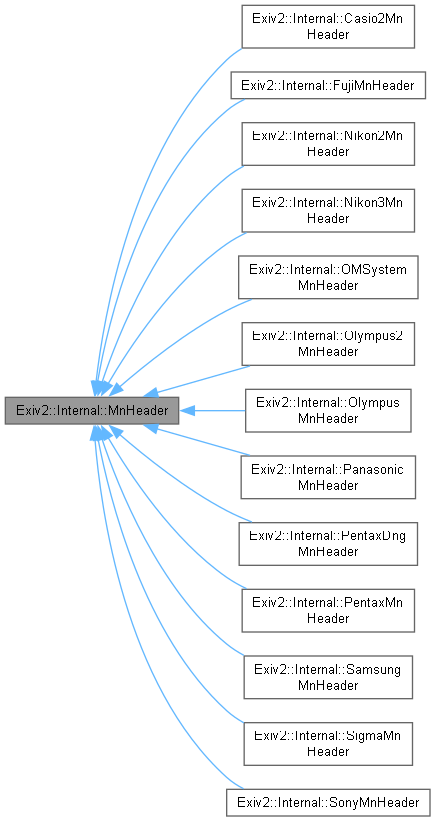 Exiv2::Internal::Casio2Mn
Header
Exiv2::Internal::FujiMnHeader
Exiv2::Internal::Nikon2Mn
Header
Exiv2::Internal::Nikon3Mn
Header
Exiv2::Internal::OMSystem
MnHeader
Exiv2::Internal::Olympus2
MnHeader
Exiv2::Internal::MnHeader
Exiv2::Internal::Olympus
MnHeader
Exiv2::Internal::Panasonic
MnHeader
Exiv2::Internal::PentaxDng
MnHeader
Exiv2::Internal::PentaxMn
Header
Exiv2::Internal::Samsung
MnHeader
Exiv2::Internal::SigmaMn
Header
Exiv2::Internal::SonyMnHeader